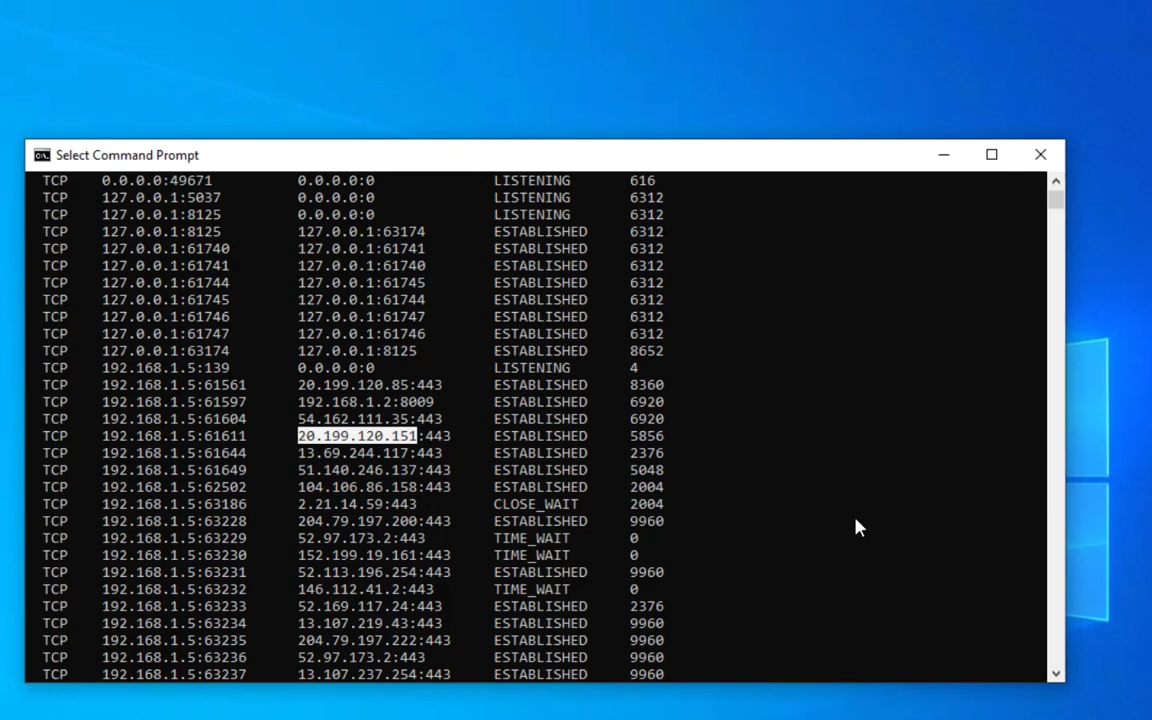 Select Command Prompt
TCP 0.0.0.0:49671 0.0.0.0:0 LISTENING 616
TCP 127.0.0.1:5037 0.0.0.0:0 LISTENING 6312
TCP 127.0.0.1:8125 0.0.0.0:0 LISTENING 6312
TCP 127.0.0.1:8125 127.0.0.1:63174 ESTABLISHED 6312
TCP 127.0.0.1:61740 127.0.0.1:61741 ESTABLISHED 6312
TCP 127.0.0.1:61741 127.0.0.1:61740 ESTABLISHED 6312
TCP 127.0.0.1:61744 127.0.0.1:61745 ESTABLISHED 6312
TCP 127.0.0.1:61745 127.0.0.1:61744 ESTABLISHED 6312
TCP 127.0.0.1:61746 127.0.0.1:61747 ESTABLISHED 6312
TCP 127.0.0.1:61747 127.0.0.1:61746 ESTABLISHED 6312
TCP 127.0.0.1:63174 127.0.0.1:8125 ESTABLISHED 8652
TCP 192.168.1.5:139 0.0.0.0:0 LISTENING 4
TCP 192.168.1.5:61561 20.199.120.85:443 ESTABLISHED 8360
TCP 192.168.1.5:61597 192.168.1.2:8009 ESTABLISHED 6920
TCP 192.168.1.5:61604 54.162.111.35:443 ESTABLISHED 6920
TCP 192.168.1.5:61611 20.199.120.151:443 ESTABLISHED 5856
TCP 192.168.1.5:61644 13.69.244.117:443 ESTABLISHED 2376
TCP 192.168.1.5:61649 51.140.246.137:443 ESTABLISHED 5048
TCP 192.168.1.5:62502 104.106.86.158:443 ESTABLISHED 2004
TCP 192.168.1.5:63186 2.21.14.59:443 CLOSE_WAIT 2004
TCP 192.168.1.5:63228 204.79.197.200:443 ESTABLISHED 9960
TCP 192.168.1.5:63229 52.97.173.2:443 TIME_WAIT 0
TCP 192.168.1.5:63230 152.199.19.161:443 TIME_WAIT 0
TCP 192.168.1.5:63231 52.113.196.254:443 ESTABLISHED 9960
TCP 192.168.1.5:63232 146.112.41.2:443 TIME_WAIT 0
TCP 192.168.1.5:63233 52.169.117.24:443 ESTABLISHED 2376
TCP 192.168.1.5:63234 13.107.219.43:443 ESTABLISHED 9960
TCP 192.168.1.5:63235 204.79.197.222:443 ESTABLISHED 9960
TCP 192.168.1.5:63236 52.97.173.2:443 ESTABLISHED 9960
TCP 192.168.1.5:63237 13.107.237.254:443 ESTABLISHED 9960